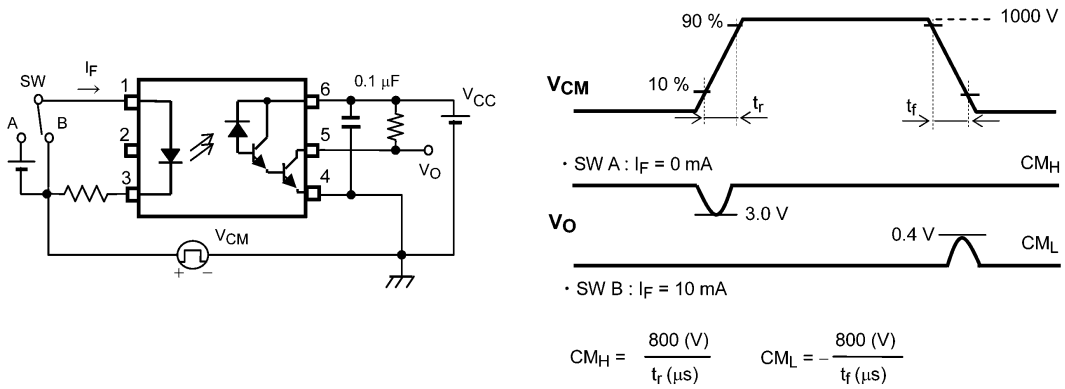 SW
I_F
A
B
1
2
3
6
5
4
0.1 μF
V_CC
V_O
V_CM
+ −
V_CM
90 %
10 %
1000 V
t_r
t_f
・SW A : I_F = 0 mA
CM_H
3.0 V
V_O
0.4 V
CM_L
・SW B : I_F = 10 mA
CM_H = 800 (V) / t_r (μs)
CM_L = − 800 (V) / t_f (μs)